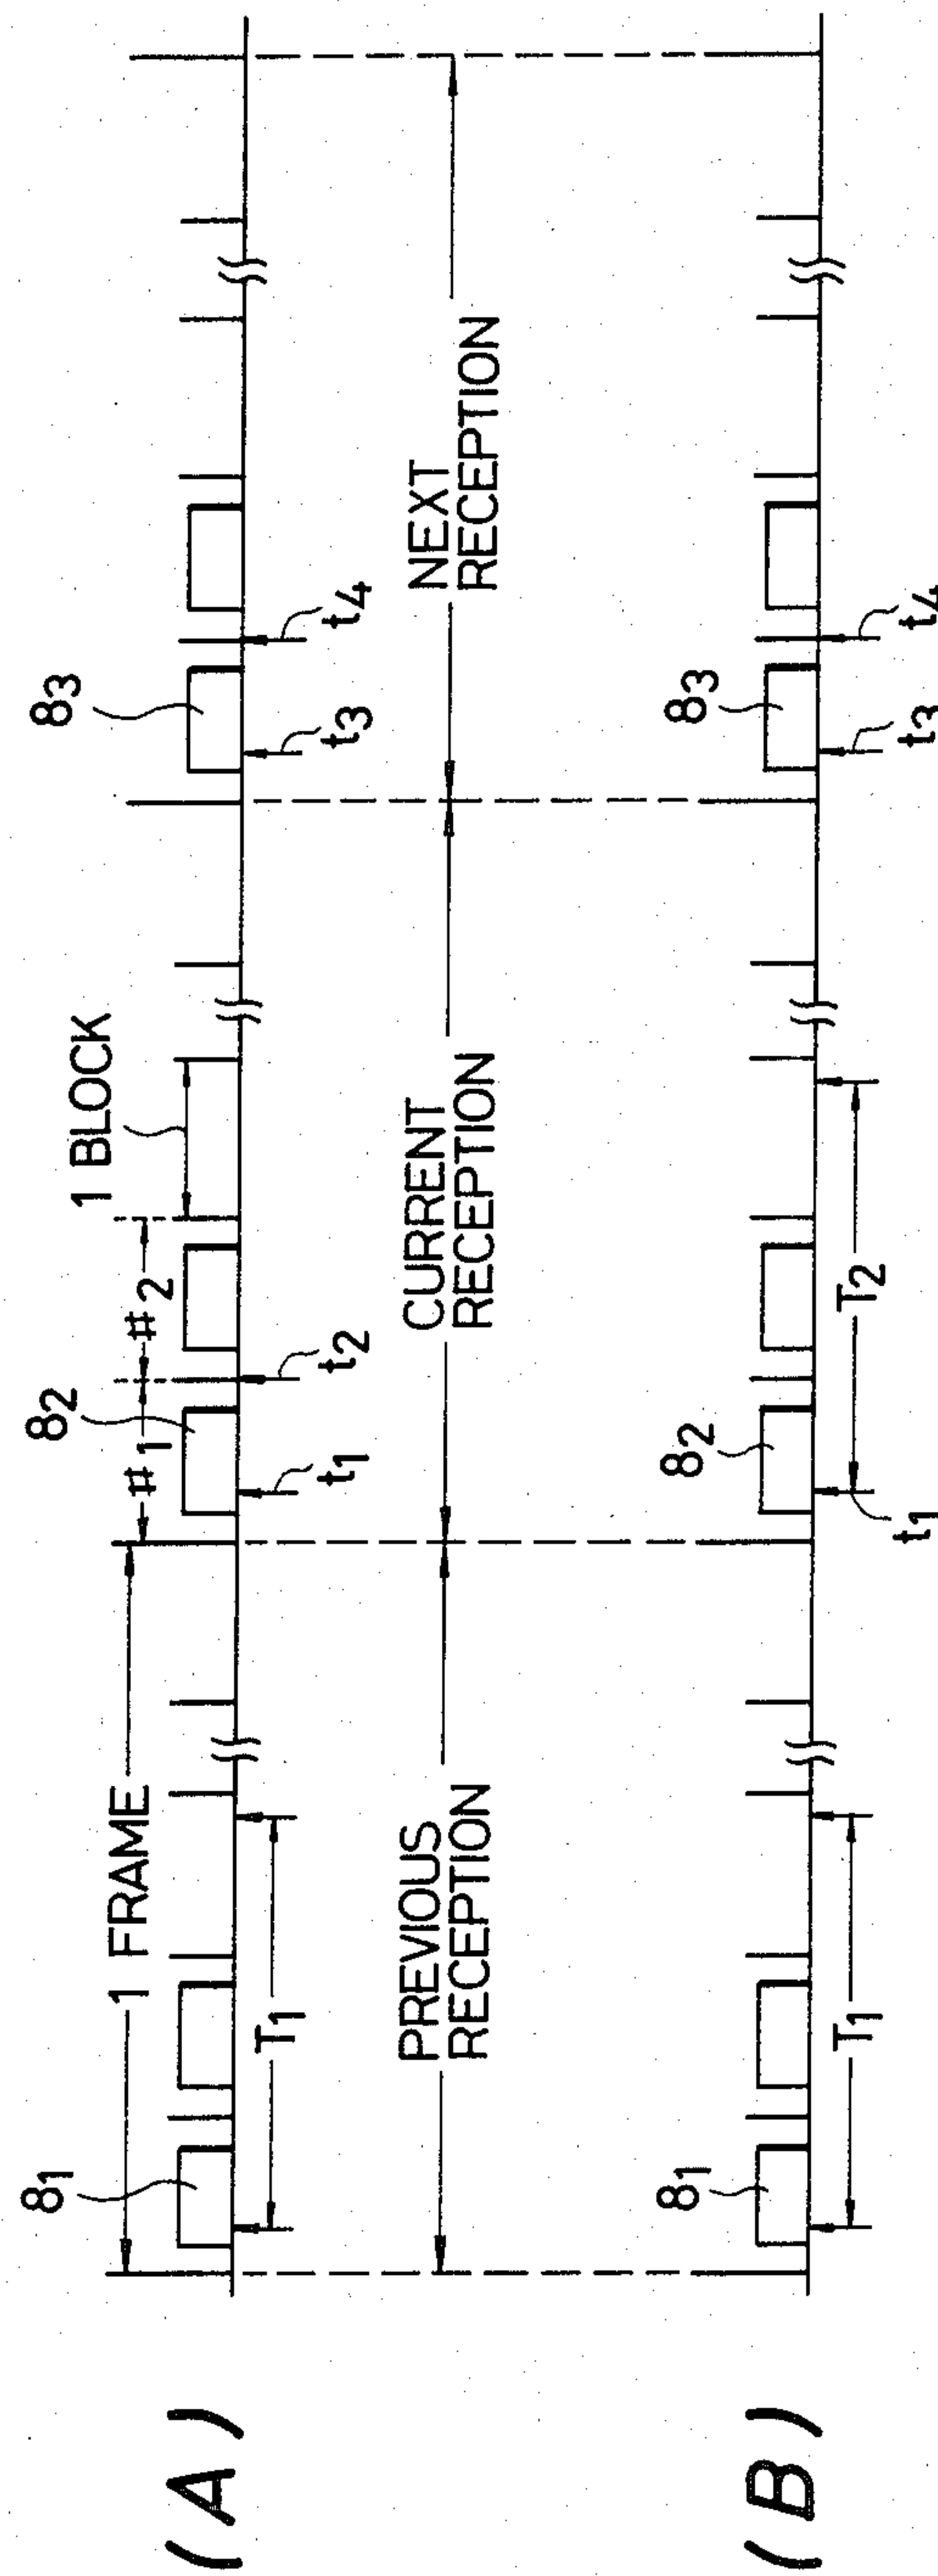 (A)
1 FRAME
8₁
T₁
8₂
#1
#2
1 BLOCK
t₁
t₂
8₃
t₃
t₄
PREVIOUS
RECEPTION
CURRENT
RECEPTION
NEXT
RECEPTION
(B)
8₁
T₁
8₂
t₁
T₂
8₃
t₃
t₄